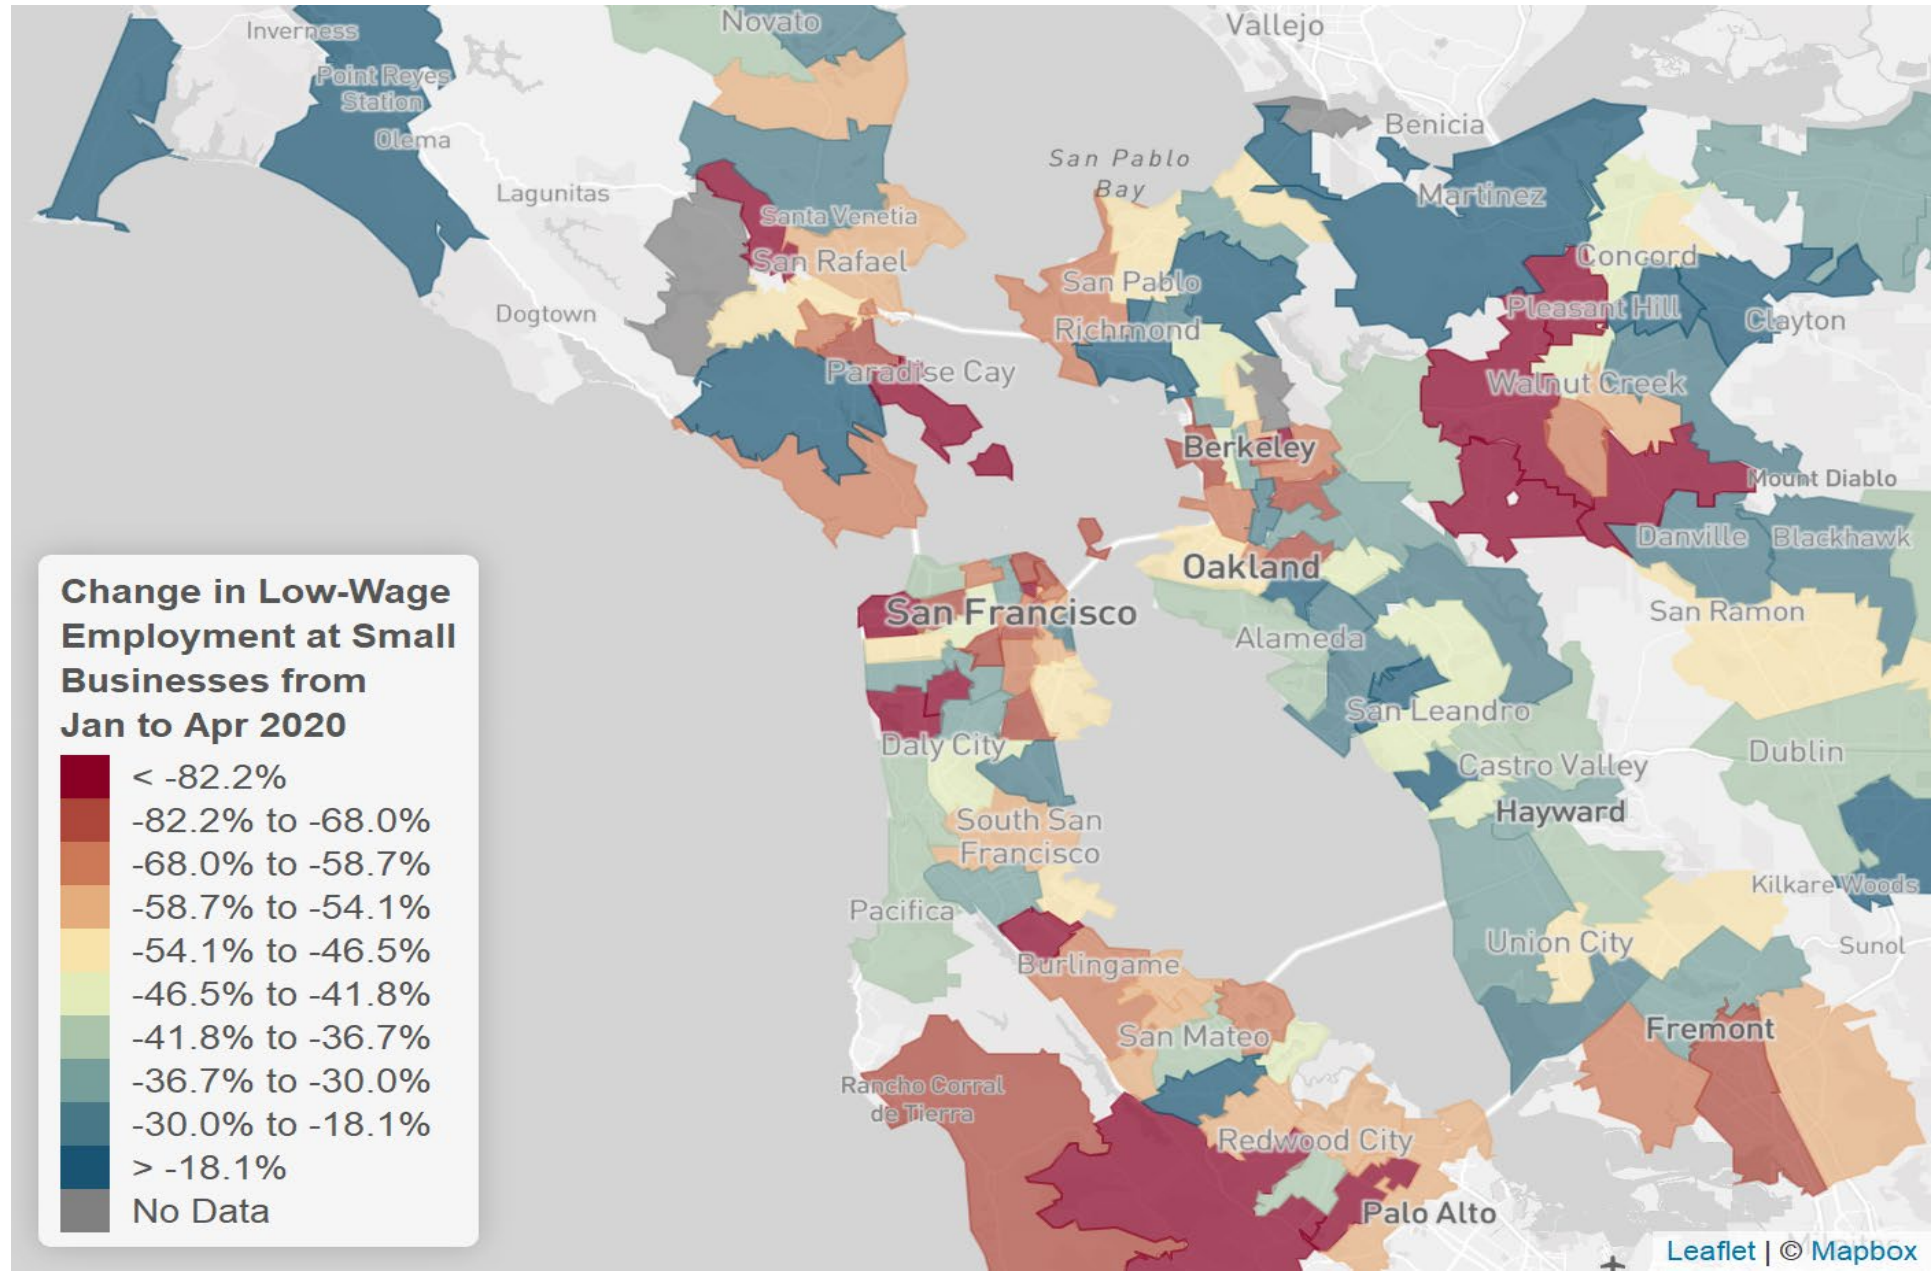 Novato
Vallejo
Inverness
Point Reyes
Station
Olema
Benicia
San Pablo
Bay
Lagunitas
Martinez
Santa Venetia
San Rafael
Concord
San Pablo
Dogtown
Pleasant Hill
Richmond
Clayton
Paradise Cay
Walnut Creek
Berkeley
Mount Diablo
Danville
Blackhawk
Oakland
San Francisco
San Ramon
Alameda
San Leandro
Daly City
Dublin
Castro Valley
Hayward
South San
Francisco
Kilkare Woods
Pacifica
Union City
Sunol
Burlingame
Fremont
San Mateo
Rancho Corral
de Tierra
Redwood City
Palo Alto
Change in Low-Wage
Employment at Small
Businesses from
Jan to Apr 2020
< -82.2%
-82.2% to -68.0%
-68.0% to -58.7%
-58.7% to -54.1%
-54.1% to -46.5%
-46.5% to -41.8%
-41.8% to -36.7%
-36.7% to -30.0%
-30.0% to -18.1%
> -18.1%
No Data
Leaflet | © Mapbox